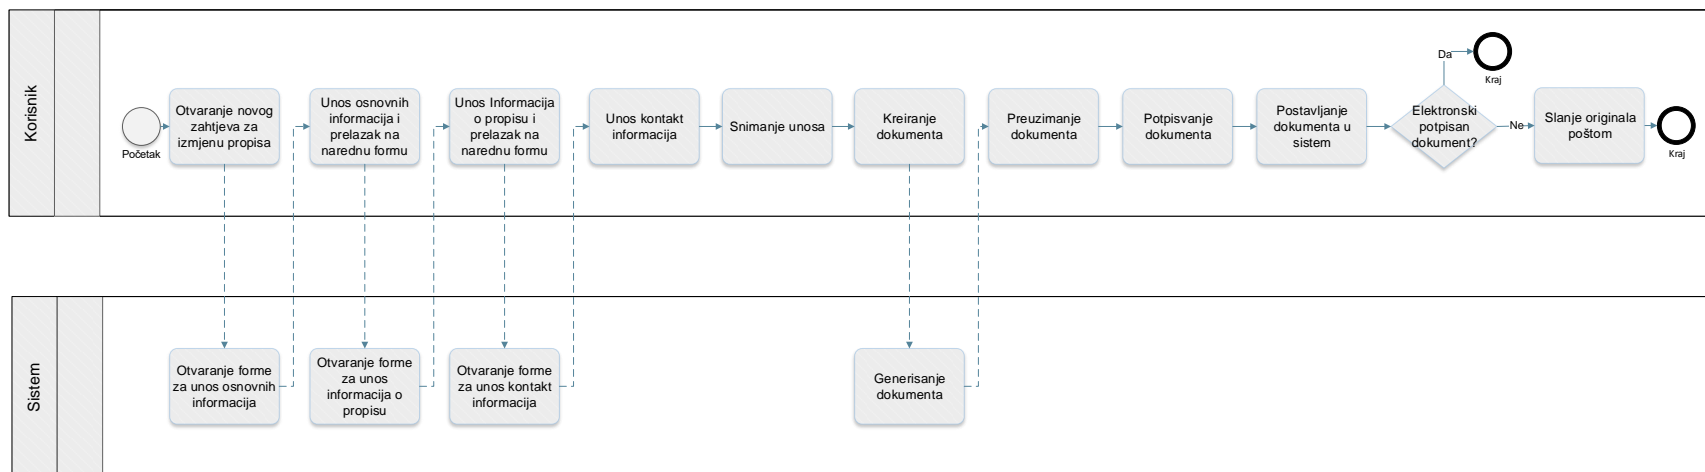 Korisnik
Početak
Otvaranje novog
zahtjeva za
izmjenu propisa
Unos osnovnih
informacija i
prelazak na
narednu formu
Unos Informacija
o propisu i
prelazak na
narednu formu
Unos kontakt
informacija
Snimanje unosa
Kreiranje
dokumenta
Preuzimanje
dokumenta
Potpisvanje
dokumenta
Postavljanje
dokumenta u
sistem
Elektronski
potpisan
dokument?
Da
Kraj
Ne
Slanje originala
poštom
Kraj
Sistem
Otvaranje forme
za unos osnovnih
informacija
Otvaranje forme
za unos
informacija o
propisu
Otvaranje forme
za unos kontakt
informacija
Generisanje
dokumenta